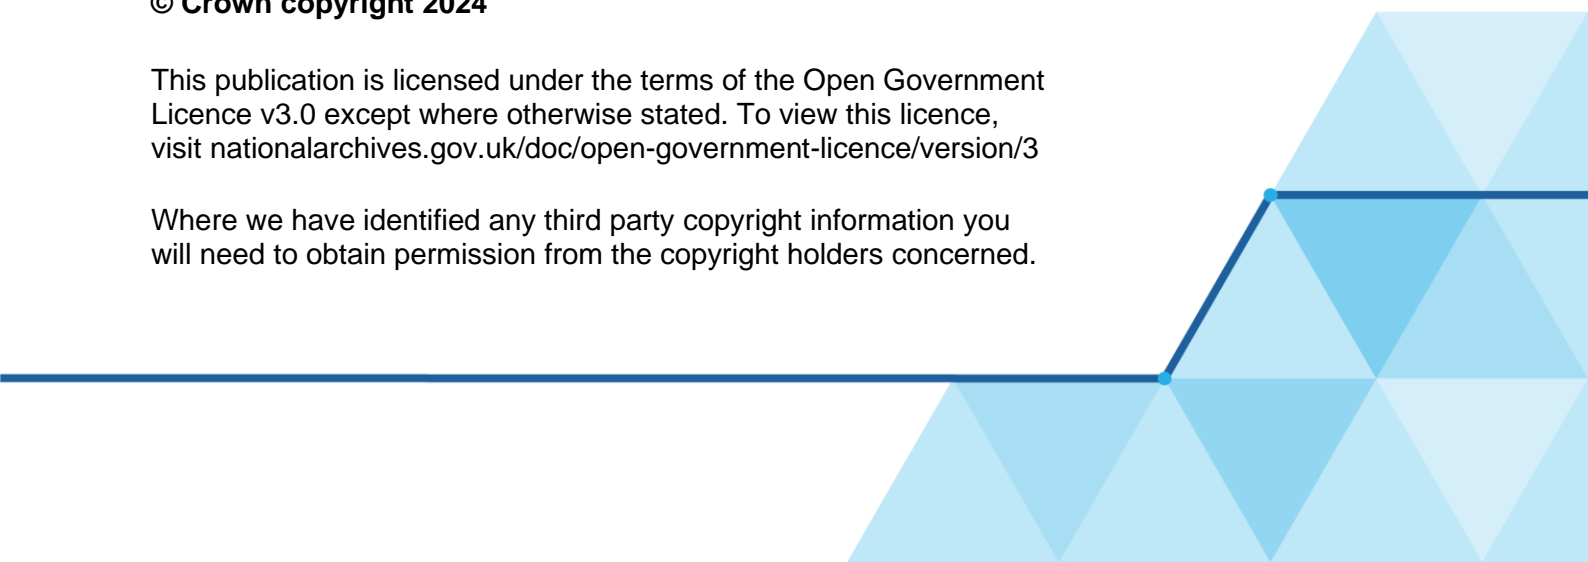 © Crown copyright 2024
This publication is licensed under the terms of the Open Government
Licence v3.0 except where otherwise stated. To view this licence,
visit nationalarchives.gov.uk/doc/open-government-licence/version/3
Where we have identified any third party copyright information you
will need to obtain permission from the copyright holders concerned.